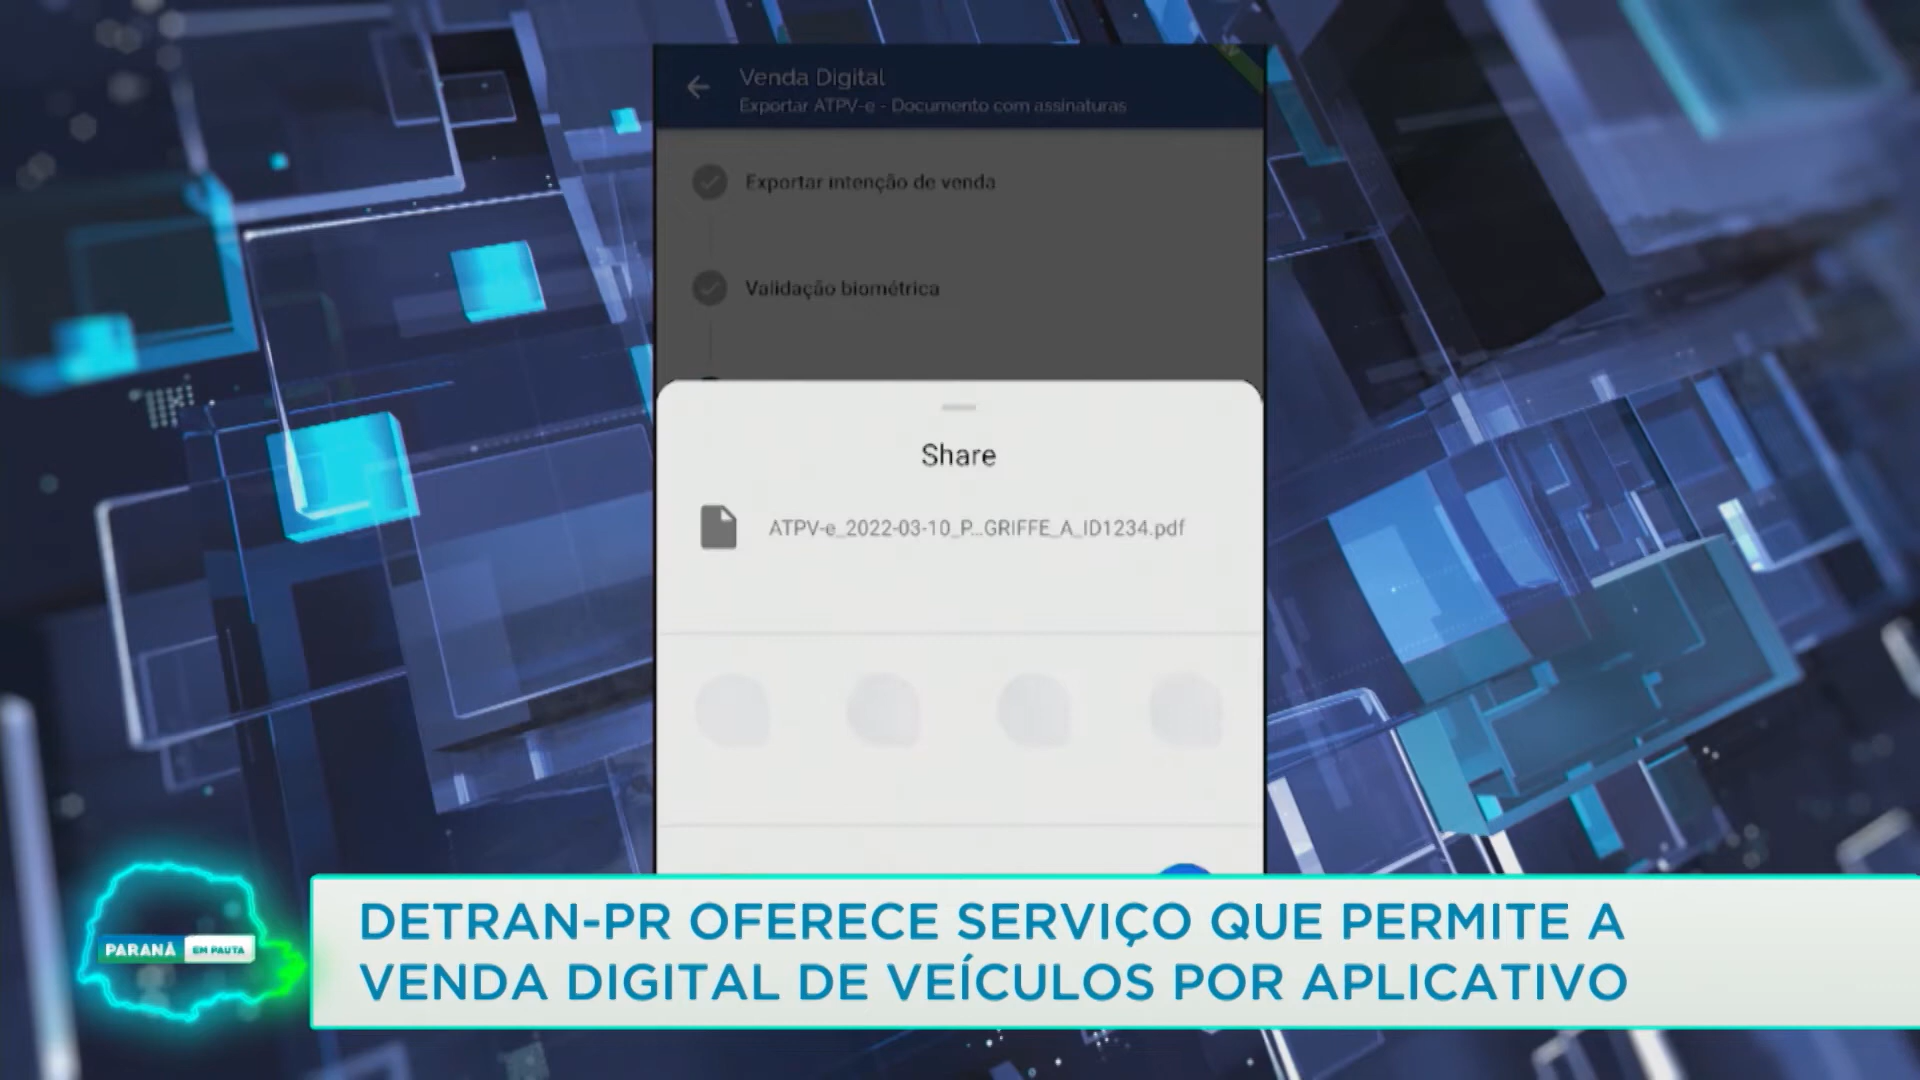 Venda Digital
Exportar ATPV-e - Documento com assinaturas
Exportar intenção de venda
Validação biométrica
Share
ATPV-e_2022-03-10_P...GRIFFE_A_ID1234.pdf
DETRAN-PR OFERECE SERVIÇO QUE PERMITE A
VENDA DIGITAL DE VEÍCULOS POR APLICATIVO
PARANÁ EM PAUTA